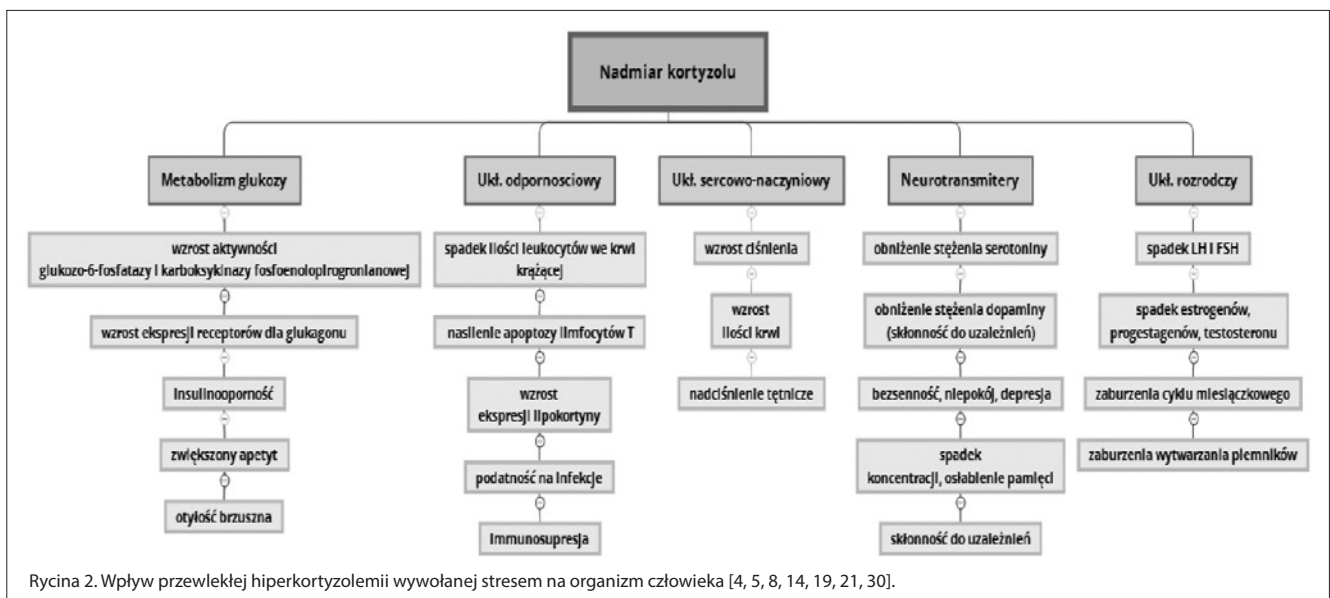 Nadmiar kortyzolu
Metabolizm glukozy
wzrost aktywności
glukozo-6-fosfatazy i karboksykinazy fosfoenolopirogronianowej
wzrost ekspresji receptorów dla glukagonu
insulinooporność
zwiększony apetyt
otyłość brzuszna
Ukł. odpornosciowy
spadek ilości leukocytów we krwi
krążącej
nasilenie apoptozy limfocytów T
wzrost
ekspresji lipokortyny
podatność na infekcje
immunosupresja
Ukł. sercowo-naczyniowy
wzrost ciśnienia
wzrost
ilości krwi
nadciśnienie tętnicze
Neurotransmitery
obniżenie stężenia serotoniny
obniżenie stężenia dopaminy
(skłonność do uzależnień)
bezsenność, niepokój, depresja
spadek
koncentracji, osłabienie pamięci
skłonność do uzależnień
Ukł. rozrodczy
spadek LH i FSH
spadek estrogenów,
progestagenów, testosteronu
zaburzenia cyklu miesiączkowego
zaburzenia wytwarzania plemników
Rycina 2. Wpływ przewlekłej hiperkortyzolemii wywołanej stresem na organizm człowieka [4, 5, 8, 14, 19, 21, 30].